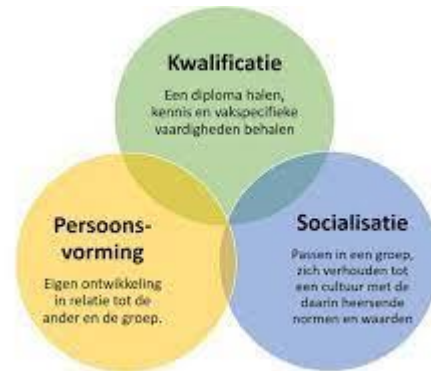 Kwalificatie
Een diploma halen,
kennis en vakspecifieke
vaardigheden behalen
Persoons-
vorming
Eigen ontwikkeling
in relatie tot de
ander en de groep.
Socialisatie
Passen in een groep,
zich verhouden tot
een cultuur met de
daarin heersende
normen en waarden